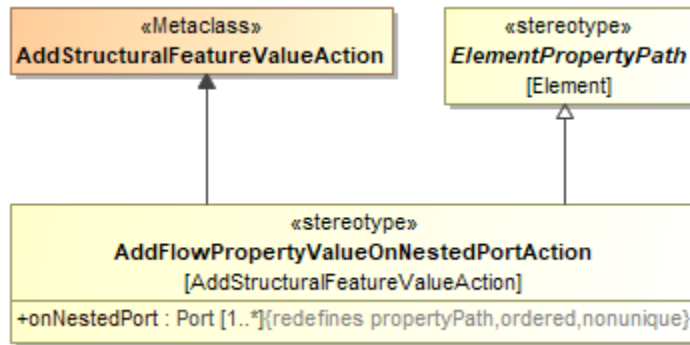 «Metaclass»
AddStructuralFeatureValueAction
«stereotype»
ElementPropertyPath
[Element]
«stereotype»
AddFlowPropertyValueOnNestedPortAction
[AddStructuralFeatureValueAction]
+onNestedPort : Port [1..*]{redefines propertyPath,ordered,nonunique}